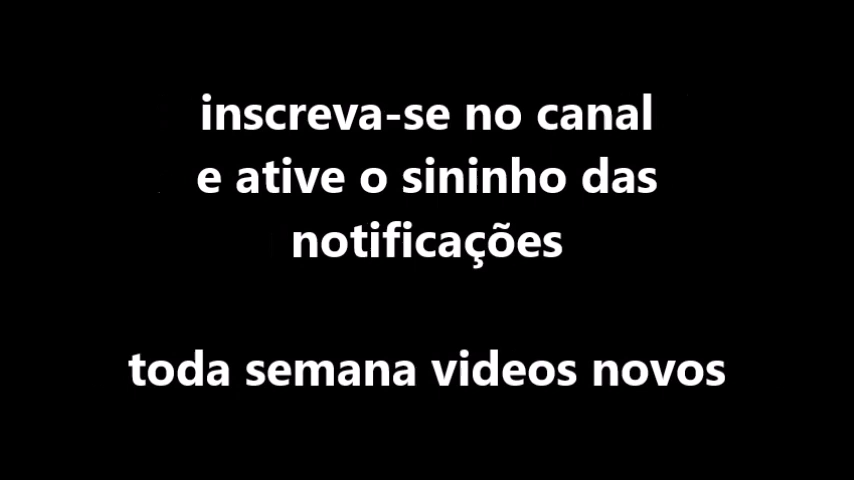 inscreva-se no canal
e ative o sininho das
notificações
toda semana videos novos